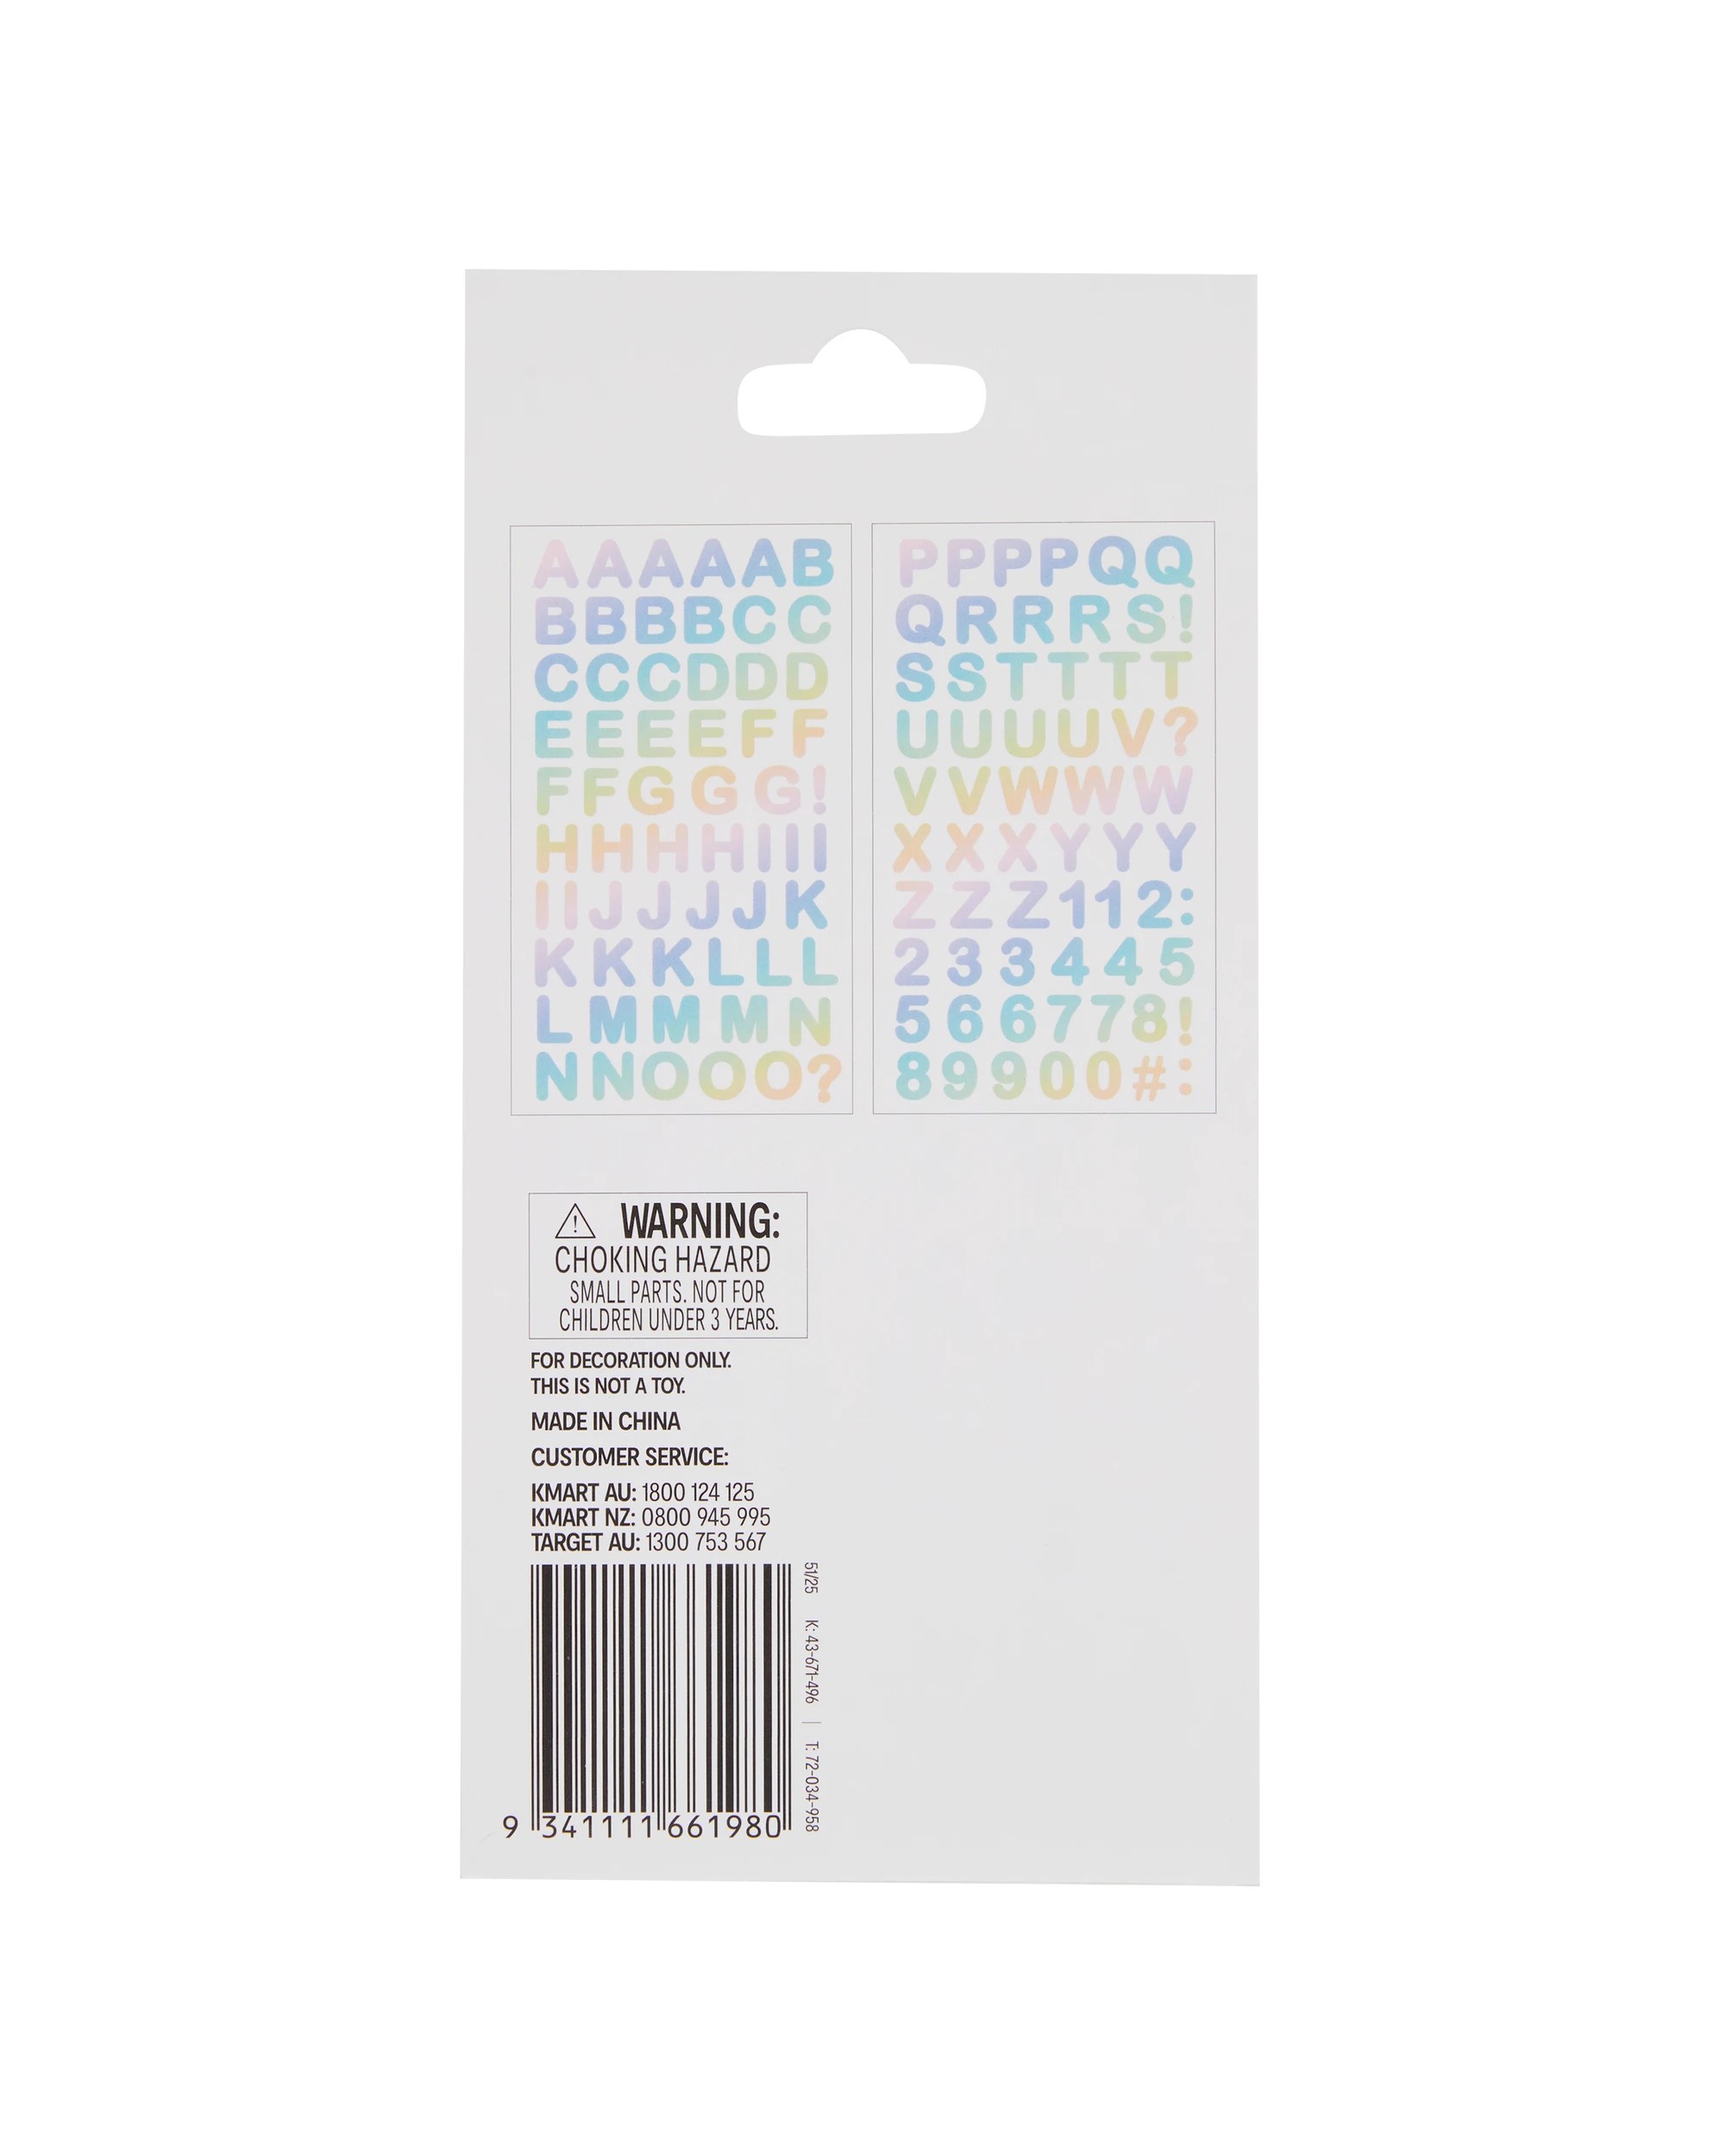 AAAAAB
BBBBCC
CCCDDD
EEEEFF
FFGGG!
HHHHIII
IIJJJJK
KKKLLL
LMMMN
NNOOO?
PPPPQQ
QRRRS!
SSTTTT
UUUUV?
VVWWW
XXXYYY
ZZZ112:
233445
566778!
89900#:
WARNING:
CHOKING HAZARD
SMALL PARTS. NOT FOR
CHILDREN UNDER 3 YEARS.
FOR DECORATION ONLY.
THIS IS NOT A TOY.
MADE IN CHINA
CUSTOMER SERVICE:
KMART AU: 1800 124 125
KMART NZ: 0800 945 995
TARGET AU: 1300 753 567
51/25 K: 43-671-496 | T: 72-034-958
9 341111 661980